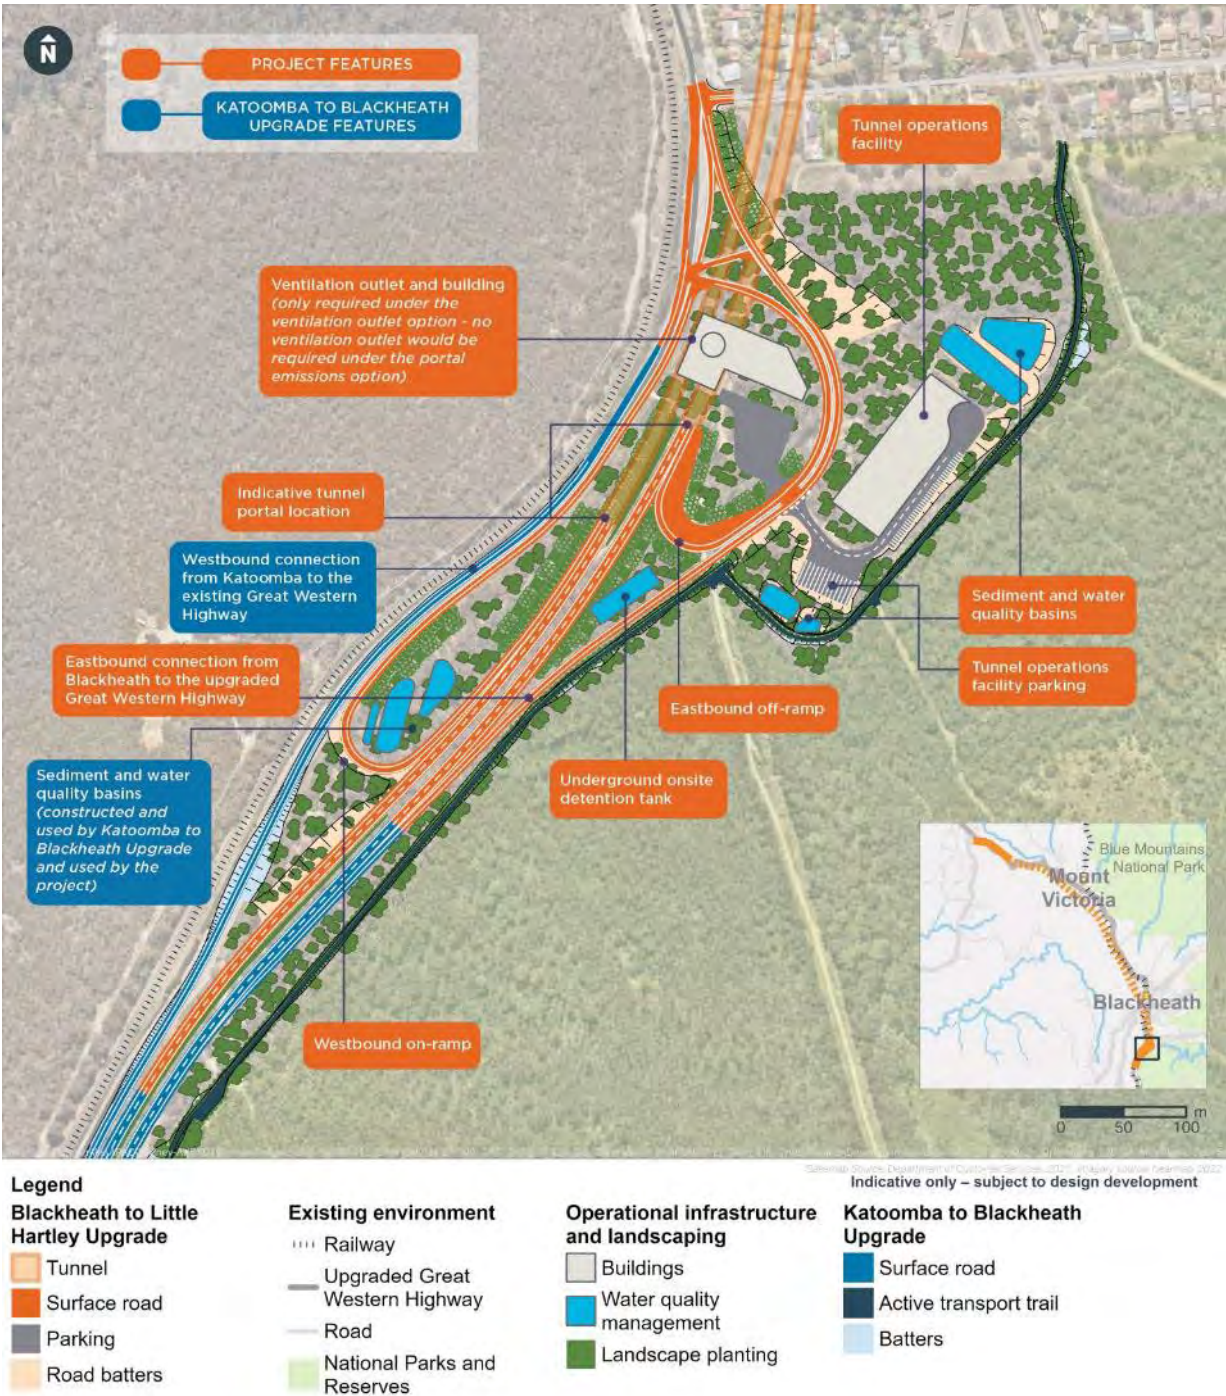 N
PROJECT FEATURES
KATOOMBA TO BLACKHEATH
UPGRADE FEATURES
Tunnel operations
facility
Ventilation outlet and building
(only required under the
ventilation outlet option - no
ventilation outlet would be
required under the portal
emissions option)
Indicative tunnel
portal location
Westbound connection
from Katoomba to the
existing Great Western
Highway
Sediment and water
quality basins
Eastbound connection from
Blackheath to the upgraded
Great Western Highway
Tunnel operations
facility parking
Eastbound off-ramp
Sediment and water
quality basins
(constructed and
used by Katoomba to
Blackheath Upgrade
and used by the
project)
Underground onsite
detention tank
Westbound on-ramp
Blue Mountains
National Park
Mount
Victoria
Blackheath
m
0 50 100
Indicative only – subject to design development
Legend
Blackheath to Little
Hartley Upgrade
Tunnel
Surface road
Parking
Road batters
Existing environment
Railway
Upgraded Great
Western Highway
Road
National Parks and
Reserves
Operational infrastructure
and landscaping
Buildings
Water quality
management
Landscape planting
Katoomba to Blackheath
Upgrade
Surface road
Active transport trail
Batters